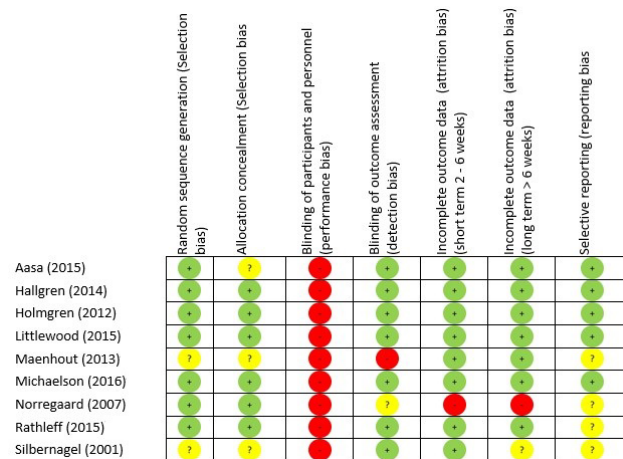 Random sequence generation (Selection
bias)
Allocation concealment (Selection bias
Blinding of participants and personnel
(performance bias)
Blinding of outcome assessment
(detection bias)
Incomplete outcome data (attrition bias)
(short term 2 - 6 weeks)
Incomplete outcome data (attrition bias)
(long term > 6 weeks)
Selective reporting (reporting bias
Aasa (2015) + ? - + + + +
Hallgren (2014) + + - + + + +
Holmgren (2012) + + - + + + +
Littlewood (2015) + + - + + + +
Maenhout (2013) ? ? - + + ?
Michaelson (2016) + + - + + + +
Norregaard (2007) + + - ? ?
Rathleff (2015) + + - + + + ?
Silbernagel (2001) ? ? - + + ? ?